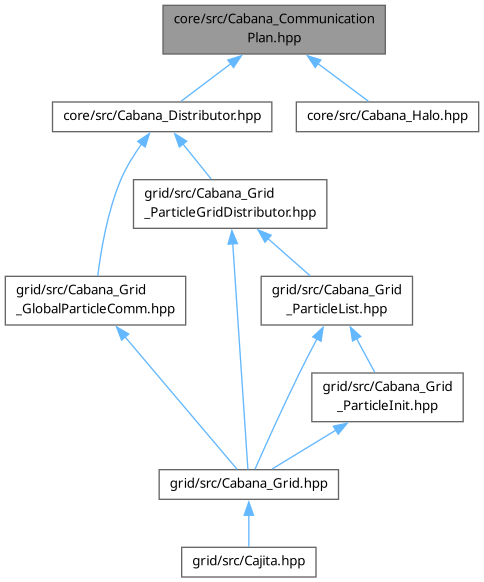 core/src/Cabana_Communication
Plan.hpp
core/src/Cabana_Distributor.hpp
core/src/Cabana_Halo.hpp
grid/src/Cabana_Grid
_ParticleGridDistributor.hpp
grid/src/Cabana_Grid
_GlobalParticleComm.hpp
grid/src/Cabana_Grid
_ParticleList.hpp
grid/src/Cabana_Grid
_ParticleInit.hpp
grid/src/Cabana_Grid.hpp
grid/src/Cajita.hpp